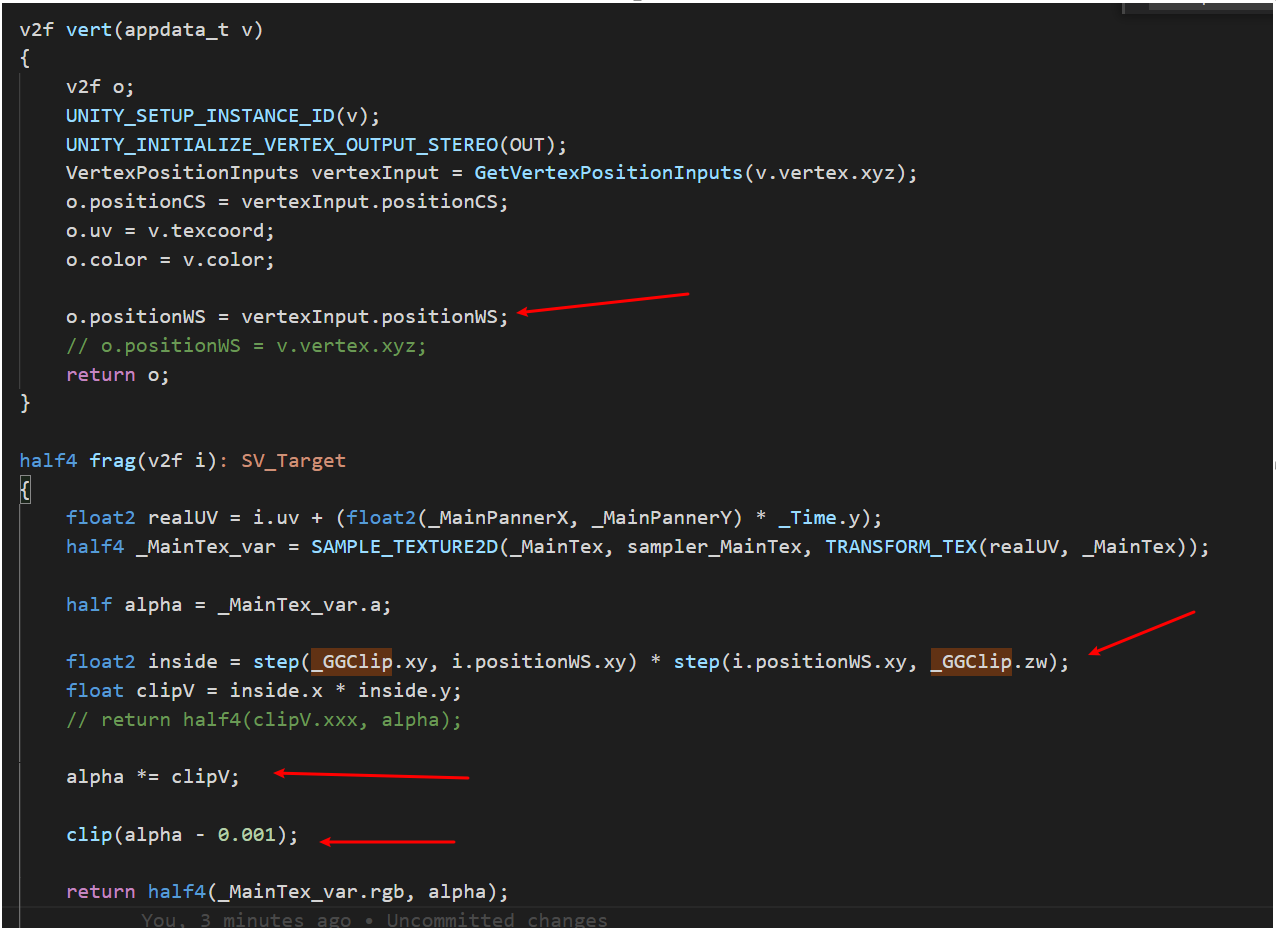 v2f vert(appdata_t v)
{
v2f o;
UNITY_SETUP_INSTANCE_ID(v);
UNITY_INITIALIZE_VERTEX_OUTPUT_STEREO(OUT);
VertexPositionInputs vertexInput = GetVertexPositionInputs(v.vertex.xyz);
o.positionCS = vertexInput.positionCS;
o.uv = v.texcoord;
o.color = v.color;
o.positionWS = vertexInput.positionWS;
// o.positionWS = v.vertex.xyz;
return o;
}
half4 frag(v2f i): SV_Target
{
float2 realUV = i.uv + (float2(_MainPannerX, _MainPannerY) * _Time.y);
half4 _MainTex_var = SAMPLE_TEXTURE2D(_MainTex, sampler_MainTex, TRANSFORM_TEX(realUV, _MainTex));
half alpha = _MainTex_var.a;
float2 inside = step(_GGClip.xy, i.positionWS.xy) * step(i.positionWS.xy, _GGClip.zw);
float clipV = inside.x * inside.y;
// return half4(clipV.xxx, alpha);
alpha *= clipV;
clip(alpha - 0.001);
return half4(_MainTex_var.rgb, alpha);
You, 3 minutes ago • Uncommitted changes